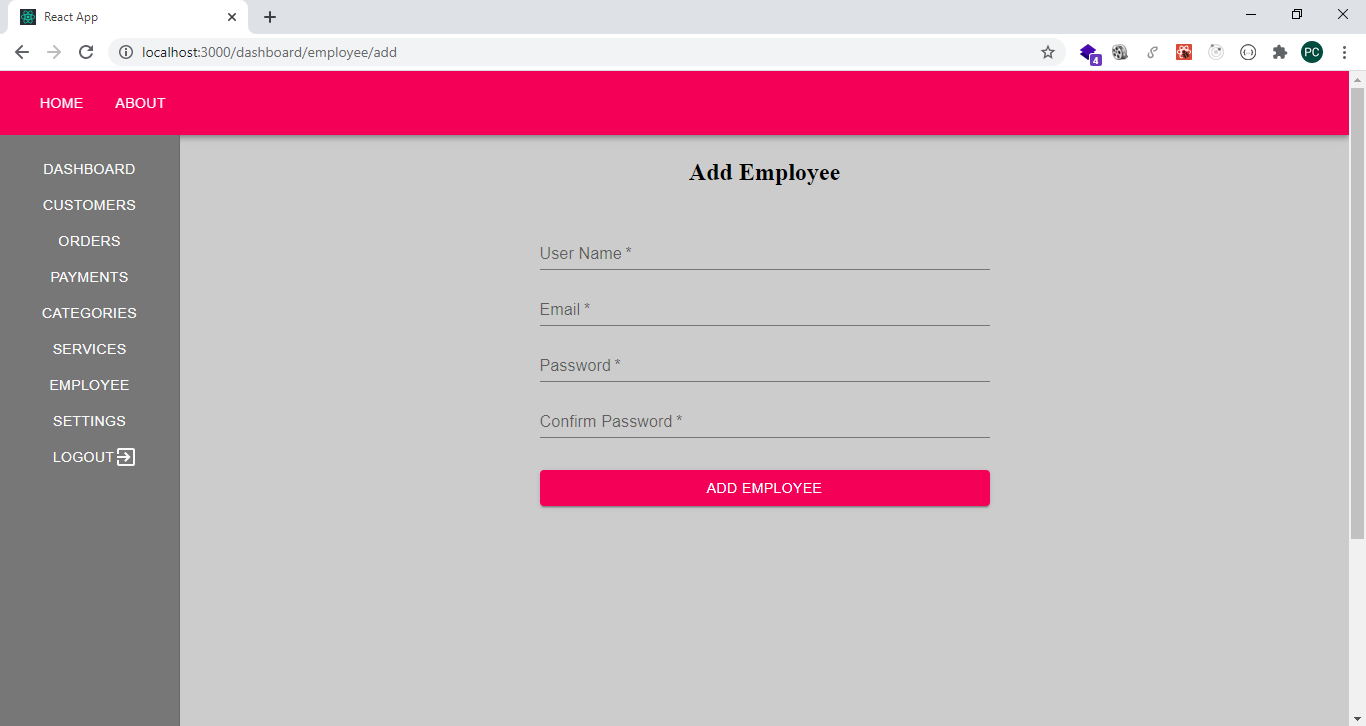 React App
localhost:3000/dashboard/employee/add
4
PC
HOME ABOUT
DASHBOARD
CUSTOMERS
ORDERS
PAYMENTS
CATEGORIES
SERVICES
EMPLOYEE
SETTINGS
LOGOUT
Add Employee
User Name *
Email *
Password *
Confirm Password *
ADD EMPLOYEE